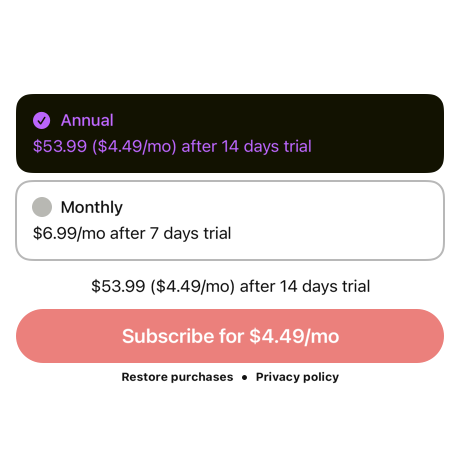 Annual
$53.99 ($4.49/mo) after 14 days trial
Monthly
$6.99/mo after 7 days trial
$53.99 ($4.49/mo) after 14 days trial
Subscribe for $4.49/mo
Restore purchases • Privacy policy